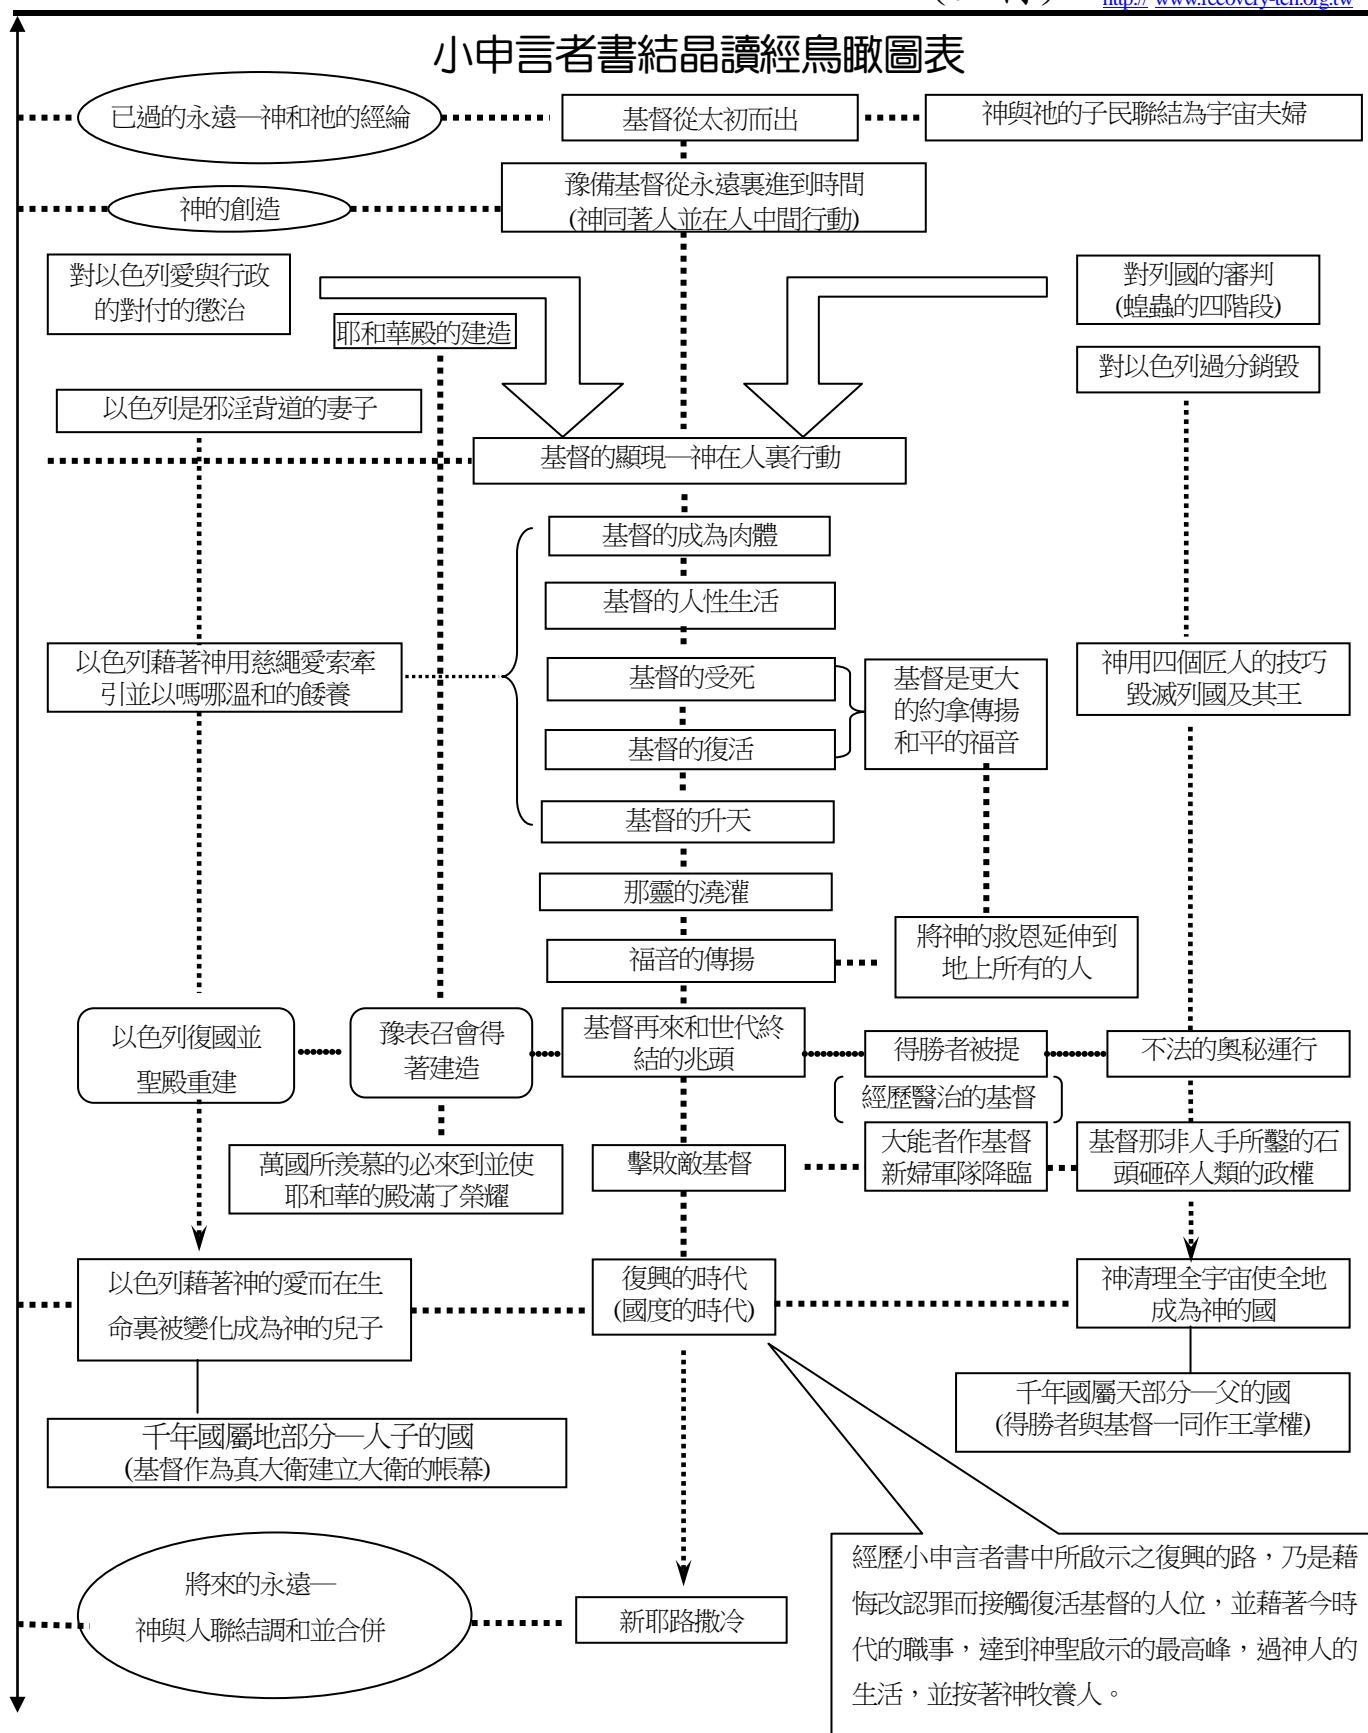 http:// www.recovery-tch.org.tw
小申言者書結晶讀經鳥瞰圖表
已過的永遠─神和祂的經綸
基督從太初而出
神與祂的子民聯結為宇宙夫婦
神的創造
豫備基督從永遠裏進到時間
(神同著人並在人中間行動)
對以色列愛與行政
的對付的懲治
耶和華殿的建造
對列國的審判
(蝗蟲的四階段)
對以色列過分銷毀
以色列是邪淫背道的妻子
基督的顯現─神在人裏行動
基督的成為肉體
基督的人性生活
以色列藉著神用慈繩愛索牽
引並以嗎哪溫和的餧養
基督的受死
基督的復活
基督是更大
的約拿傳揚
和平的福音
神用四個匠人的技巧
毀滅列國及其王
基督的升天
那靈的澆灌
福音的傳揚
將神的救恩延伸到
地上所有的人
以色列復國並
聖殿重建
豫表召會得
著建造
基督再來和世代終
結的兆頭
得勝者被提
不法的奧秘運行
經歷醫治的基督
萬國所羨慕的必來到並使
耶和華的殿滿了榮耀
擊敗敵基督
大能者作基督
新婦軍隊降臨
基督那非人手所鑿的石
頭砸碎人類的政權
以色列藉著神的愛而在生
命裏被變化成為神的兒子
復興的時代
(國度的時代)
神清理全宇宙使全地
成為神的國
千年國屬地部分─人子的國
(基督作為真大衛建立大衛的帳幕)
千年國屬天部分─父的國
(得勝者與基督一同作王掌權)
將來的永遠─
神與人聯結調和並合併
新耶路撒冷
經歷小申言者書中所啟示之復興的路，乃是藉
悔改認罪而接觸復活基督的人位，並藉著今時
代的職事，達到神聖啟示的最高峰，過神人的
生活，並按著神牧養人。